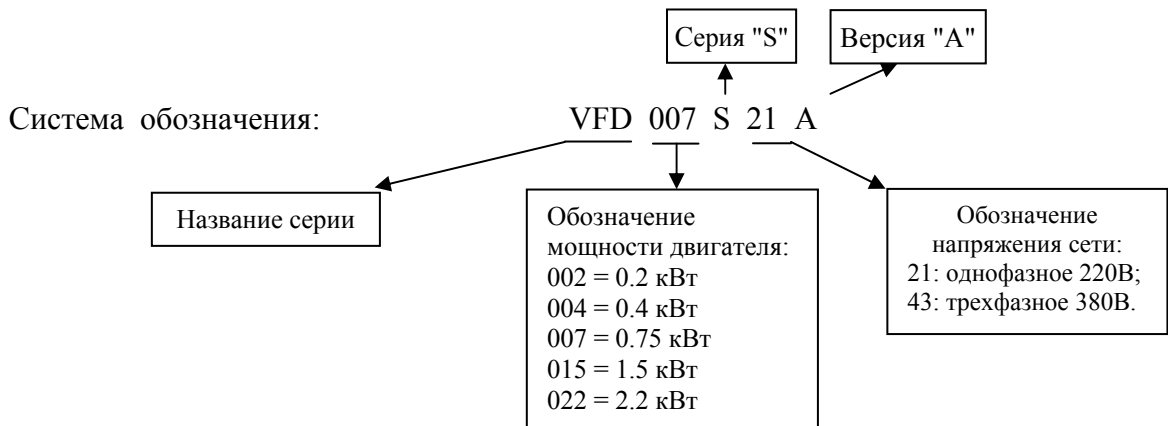 Серия "S"
Версия "A"
Система обозначения: VFD 007 S 21 A
Название серии
Обозначение
мощности двигателя:
002 = 0.2 кВт
004 = 0.4 кВт
007 = 0.75 кВт
015 = 1.5 кВт
022 = 2.2 кВт
Обозначение
напряжения сети:
21: однофазное 220В;
43: трехфазное 380В.